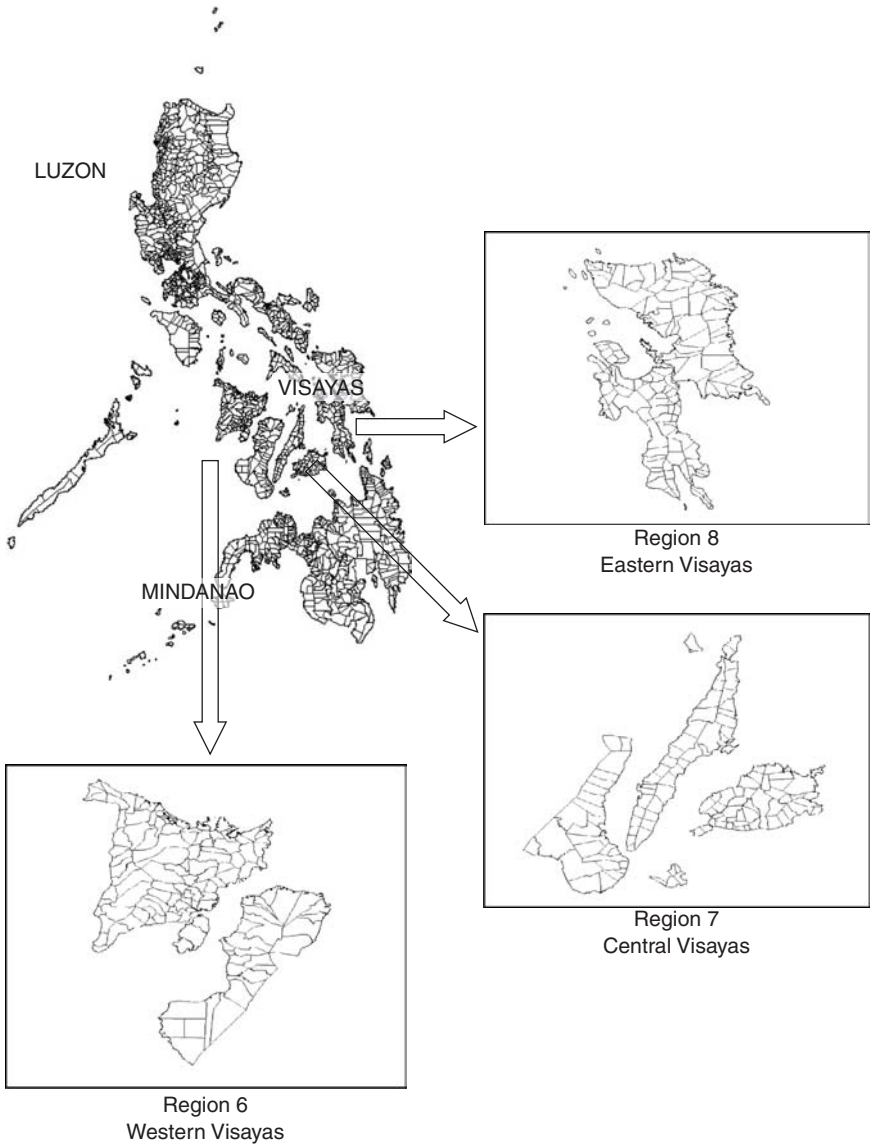 LUZON
VISAYAS
MINDANAO
Region 8
Eastern Visayas
Region 7
Central Visayas
Region 6
Western Visayas